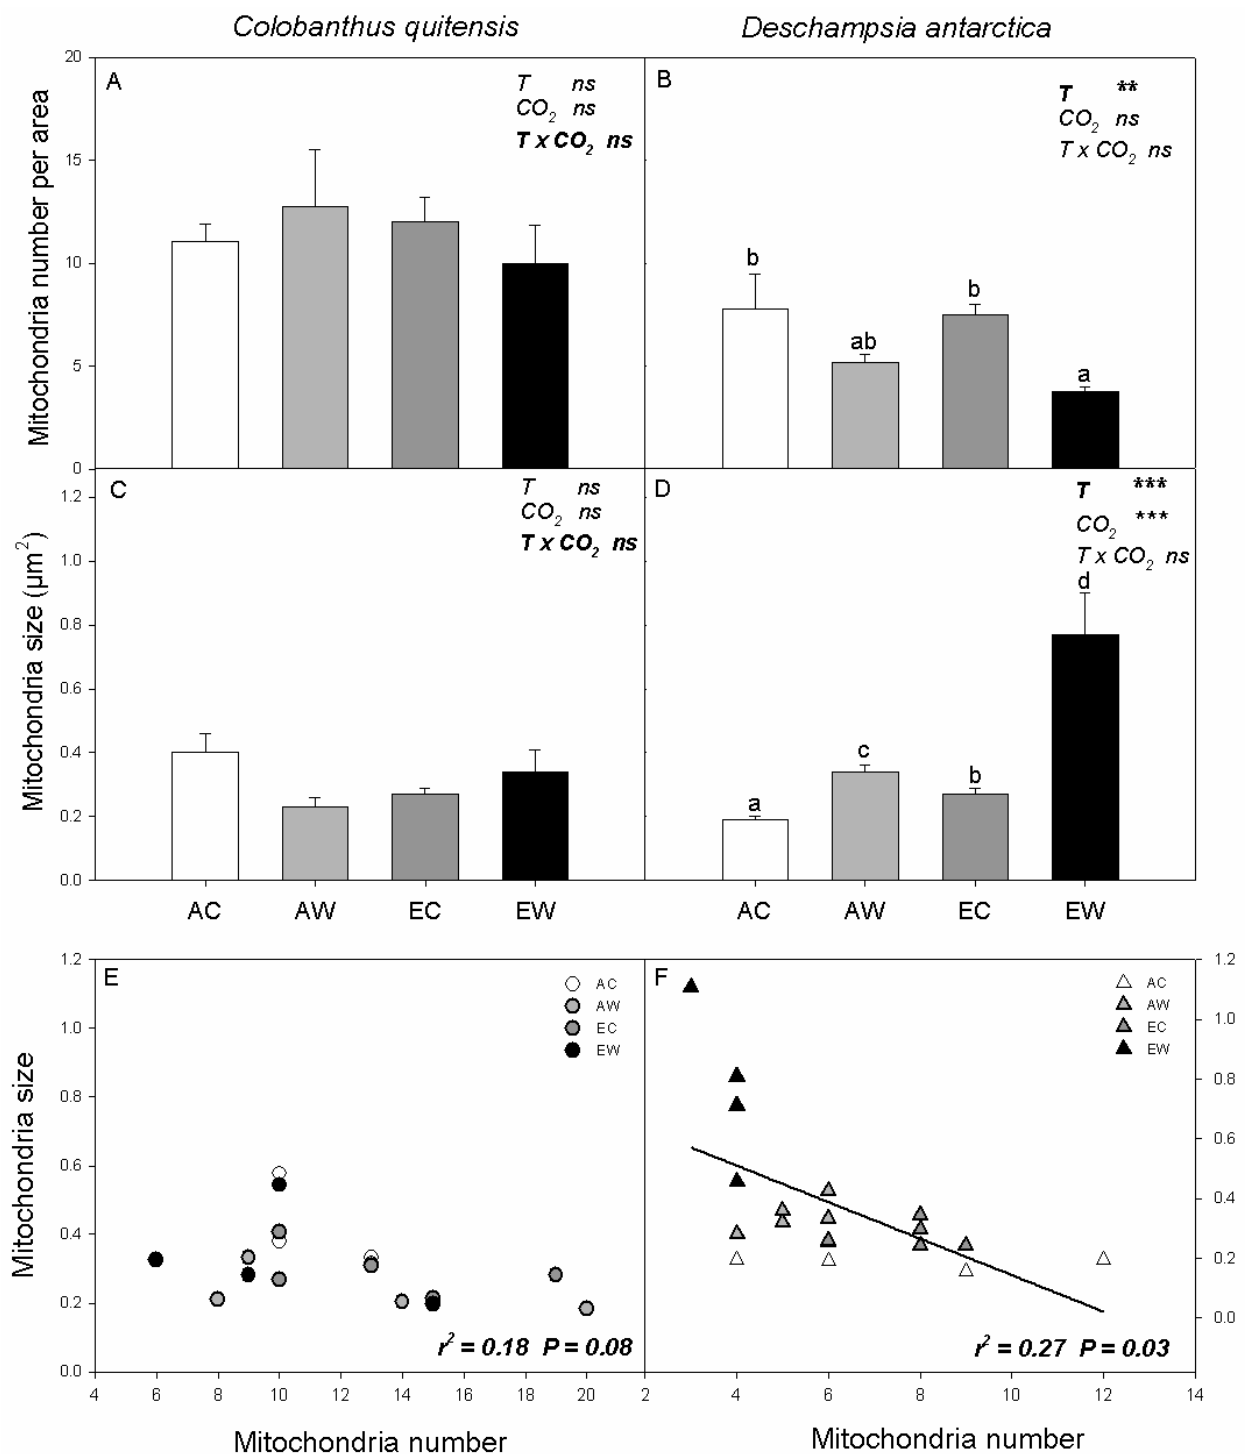 Colobanthus quitensis
Deschampsia antarctica
Mitochondria number per area
20
15
10
5
0
A
T ns
CO2 ns
T x CO2 ns
B
T **
CO2 ns
T x CO2 ns
b
ab
b
a
Mitochondria size (µm²)
1.2
1.0
0.8
0.6
0.4
0.2
0.0
C
T ns
CO2 ns
T x CO2 ns
D
T ***
CO2 ***
T x CO2 ns
a
c
b
d
AC AW EC EW
AC AW EC EW
Mitochondria size
1.2
1.0
0.8
0.6
0.4
0.2
0.0
E
AC
AW
EC
EW
r² = 0.18 P = 0.08
4 6 8 10 12 14 16 18 20
Mitochondria number
F
AC
AW
EC
EW
r² = 0.27 P = 0.03
1.2
1.0
0.8
0.6
0.4
0.2
0.0
2 4 6 8 10 12 14
Mitochondria number